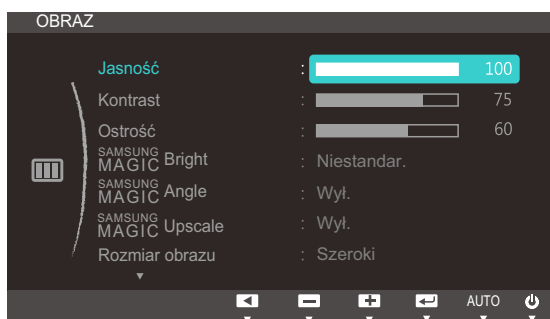 OBRAZ
Jasność : 100
Kontrast : 75
Ostrość : 60
SAMSUNG MAGIC Bright : Niestandar.
SAMSUNG MAGIC Angle : Wył.
SAMSUNG MAGIC Upscale : Wył.
Rozmiar obrazu : Szeroki
AUTO